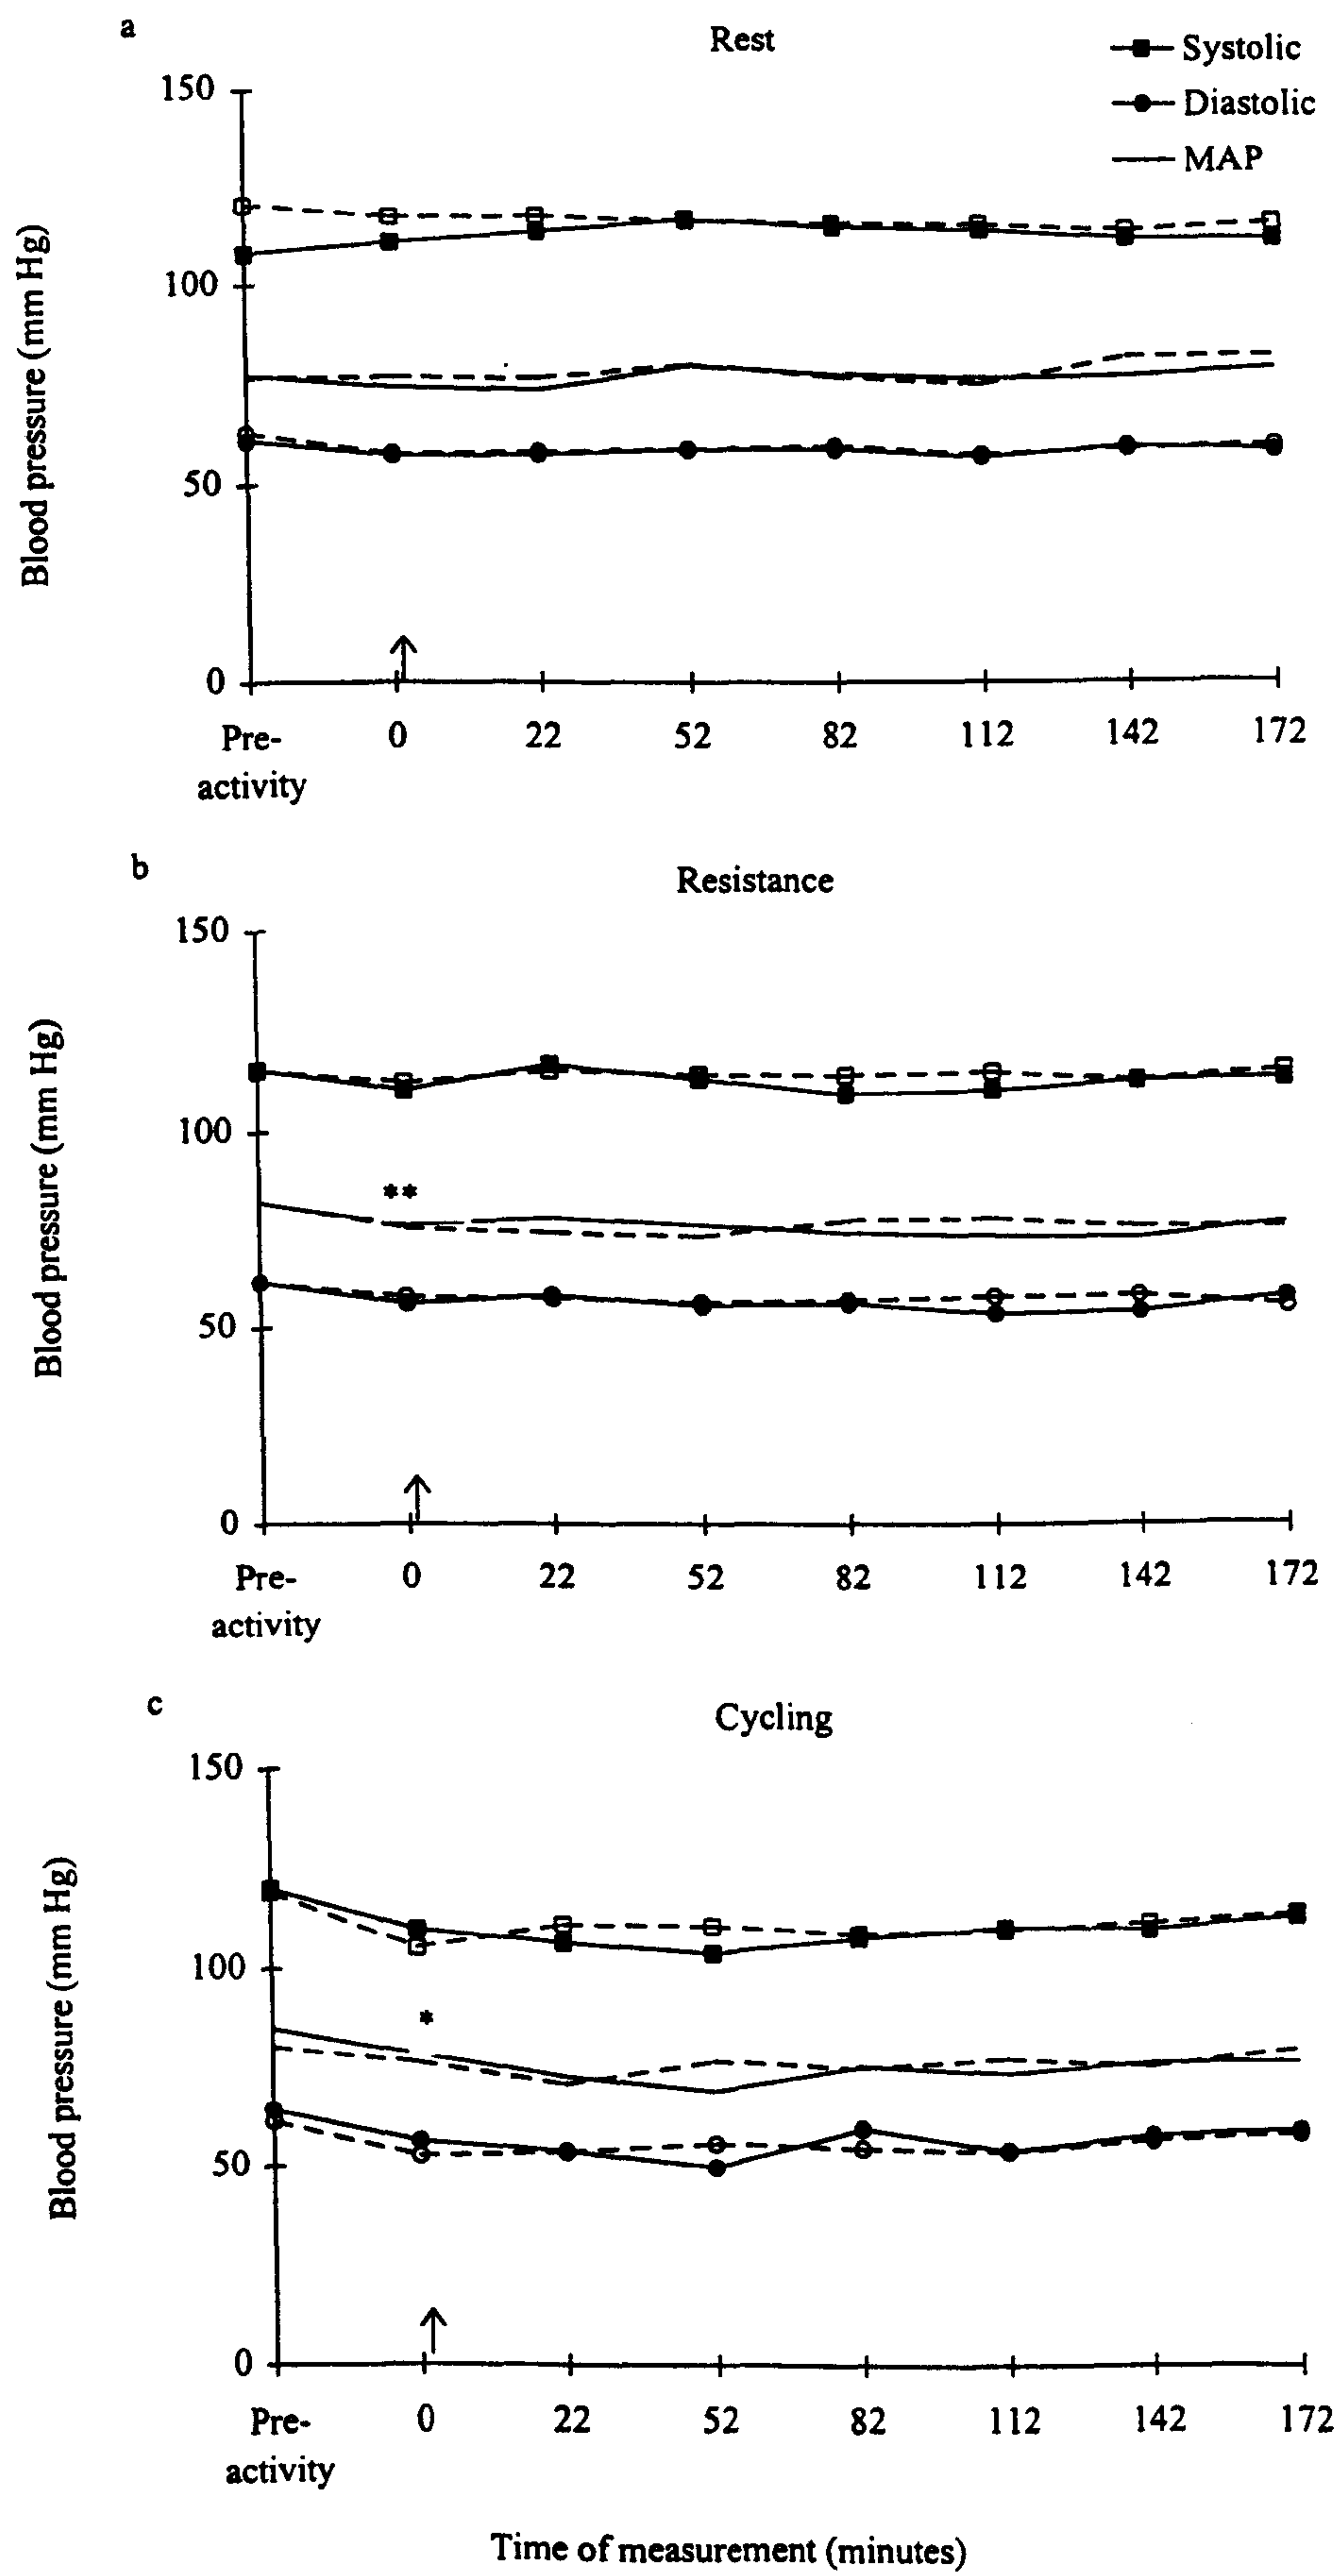 a
Rest
Systolic
Diastolic
MAP
Blood pressure (mm Hg)
150
100
50
0
Pre-
activity
0 22 52 82 112 142 172
b
Resistance
Blood pressure (mm Hg)
150
100
**
50
0
Pre-
activity
0 22 52 82 112 142 172
c
Cycling
Blood pressure (mm Hg)
150
100
*
50
0
Pre-
activity
0 22 52 82 112 142 172
Time of measurement (minutes)